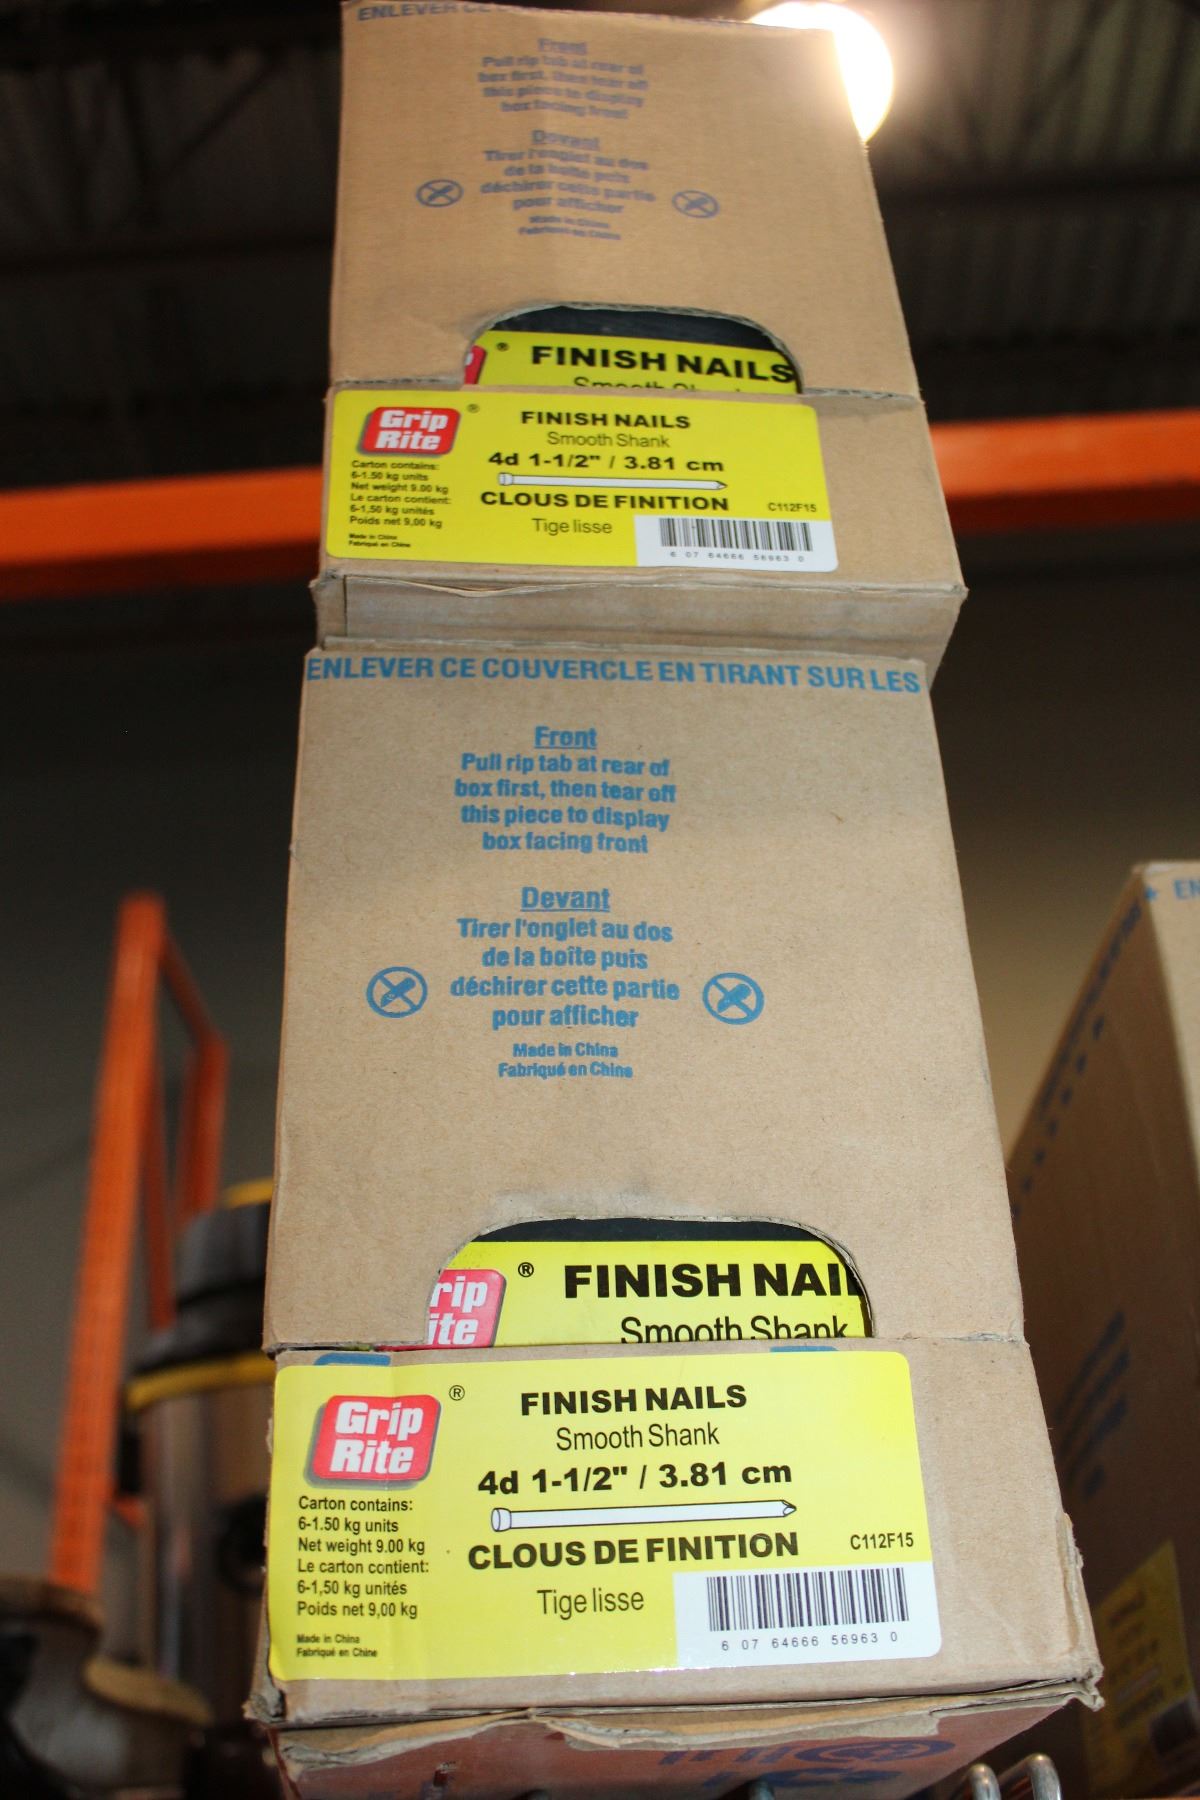 ENLEVER CE
Front
Pull rip tab at rear of
box first, then tear off
this piece to display
box facing front
Devant
Tirer l'onglet au dos
de la boîte puis
déchirer cette partie
pour afficher
Made in China
Fabriqué en China
® FINISH NAILS
Smooth
Grip
Rite
®
FINISH NAILS
Smooth Shank
4d 1-1/2" / 3.81 cm
Carton contains:
6-1.50 kg units
Net weight 9.00 kg
Le carton contient:
6-1,50 kg unités
Poids net 9,00 kg
Made in China
Fabriqué en Chine
CLOUS DE FINITION
C112F15
Tige lisse
6 07 64666 56963 0
ENLEVER CE COUVERCLE EN TIRANT SUR LES
Front
Pull rip tab at rear of
box first, then tear off
this piece to display
box facing front
Devant
Tirer l'onglet au dos
de la boîte puis
déchirer cette partie
pour afficher
Made in China
Fabriqué en China
rip
ite
® FINISH NAI
Smooth Shank
Grip
Rite
®
FINISH NAILS
Smooth Shank
4d 1-1/2" / 3.81 cm
Carton contains:
6-1.50 kg units
Net weight 9.00 kg
Le carton contient:
6-1,50 kg unités
Poids net 9,00 kg
Made in China
Fabriqué en Chine
CLOUS DE FINITION
C112F15
Tige lisse
6 07 64666 56963 0
EN